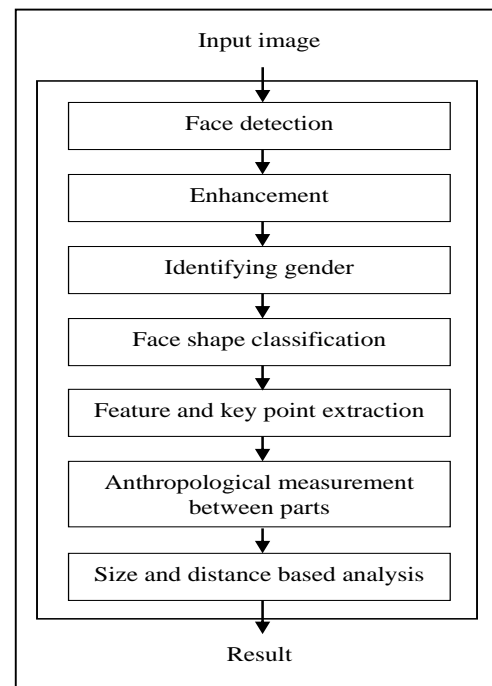 Input image
Face detection
Enhancement
Identifying gender
Face shape classification
Feature and key point extraction
Anthropological measurement
between parts
Size and distance based analysis
Result